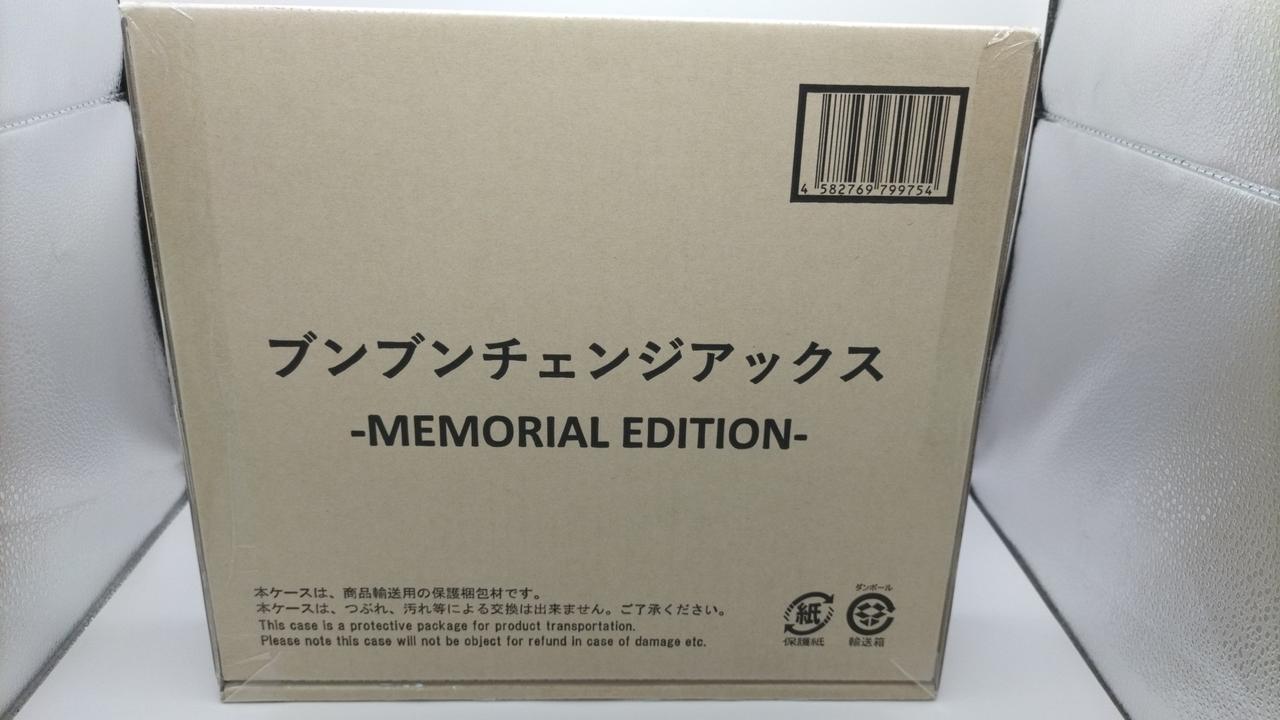 4 582769 799754
ブンブンチェンジアックス
-MEMORIAL EDITION-
本ケースは、商品輸送用の保護梱包材です。
本ケースは、つぶれ、汚れ等による交換は出来ません。ご了承ください。
This case is a protective package for product transportation.
Please note this case will not be object for refund in case of damage etc.
紙
保護紙
ダンボール
輸送箱